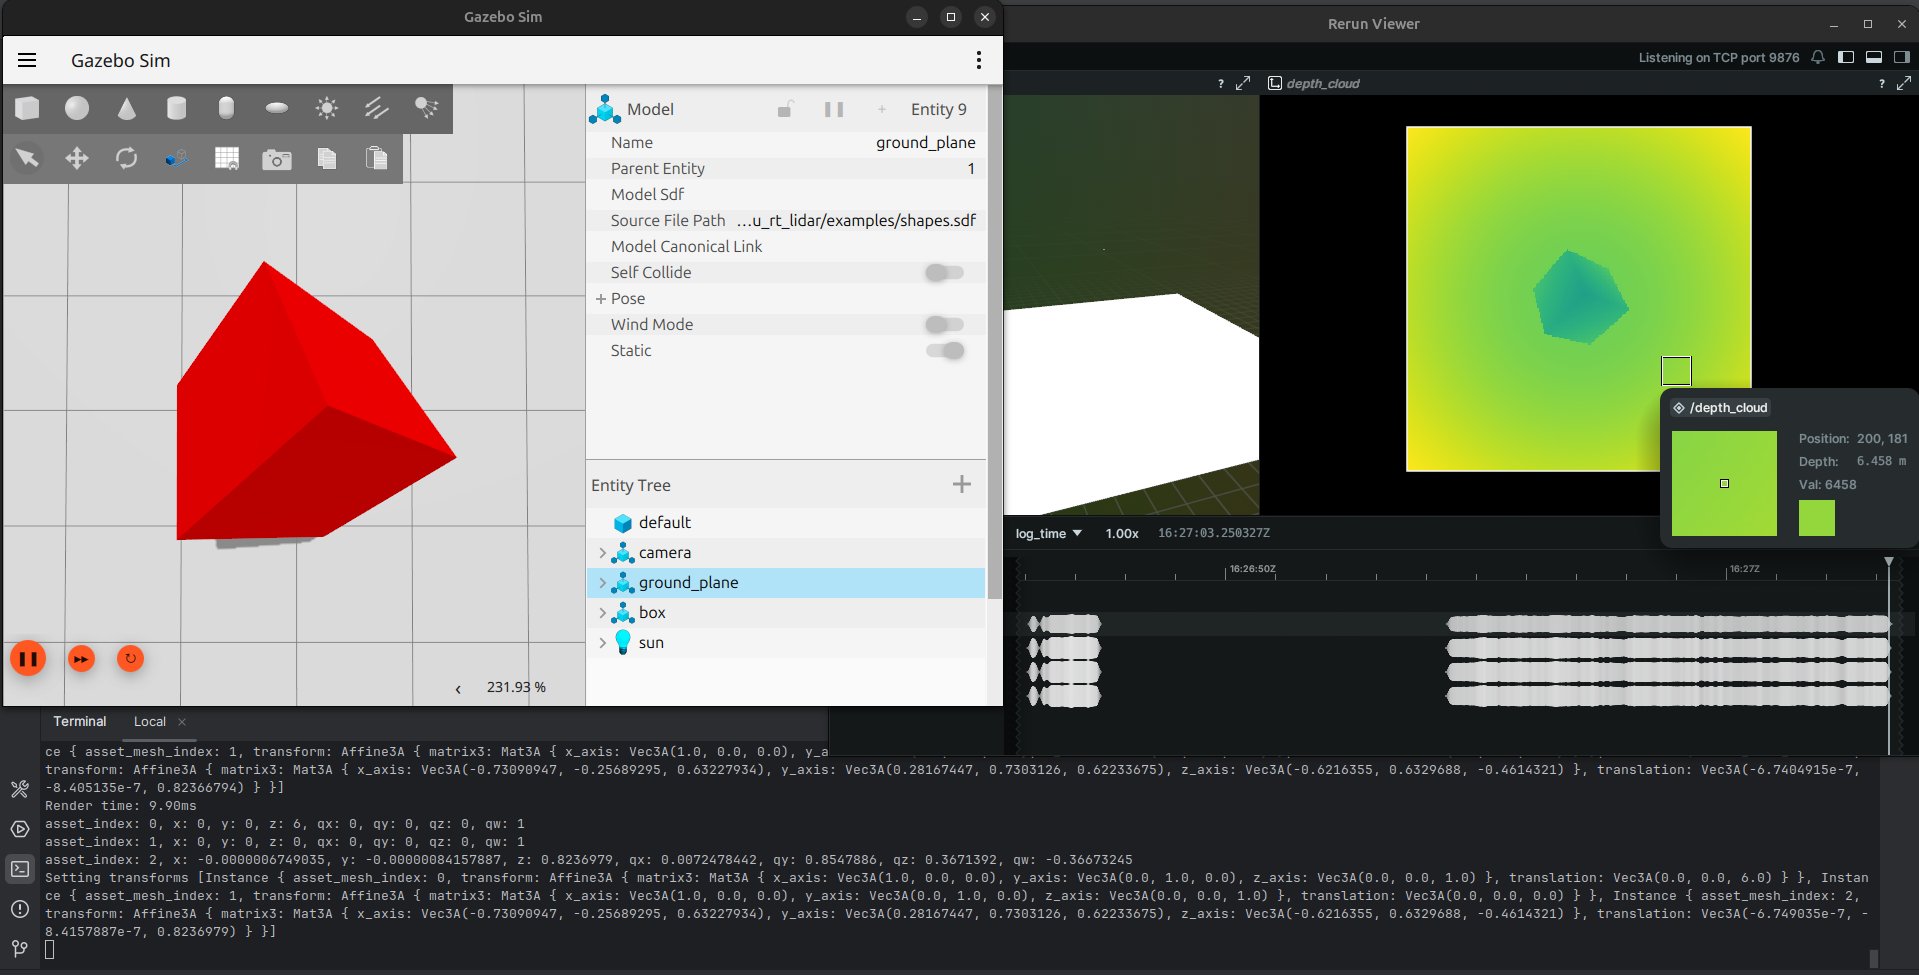 Gazebo Sim
Gazebo Sim
Model
Entity 9
Name ground_plane
Parent Entity 1
Model Sdf
Source File Path ...u_rt_lidar/examples/shapes.sdf
Model Canonical Link
Self Collide
+ Pose
Wind Mode
Static
Entity Tree
default
camera
ground_plane
box
sun
231.93 %
Rerun Viewer
Listening on TCP port 9876
? depth_cloud ?
/depth_cloud
Position: 200, 181
Depth: 6.458 m
Val: 6458
log_time 1.00x 16:27:03.250327Z
16:26:50Z 16:27Z
Terminal Local
ce { asset_mesh_index: 1, transform: Affine3A { matrix3: Mat3A { x_axis: Vec3A(1.0, 0.0, 0.0), y_a
transform: Affine3A { matrix3: Mat3A { x_axis: Vec3A(-0.73090947, -0.25689295, 0.63227934), y_axis: Vec3A(0.28167447, 0.7303126, 0.62233675), z_axis: Vec3A(-0.6216355, 0.6329688, -0.4614321) }, translation: Vec3A(-6.7404915e-7,
-8.405135e-7, 0.82366794) } }]
Render time: 9.90ms
asset_index: 0, x: 0, y: 0, z: 6, qx: 0, qy: 0, qz: 0, qw: 1
asset_index: 1, x: 0, y: 0, z: 0, qx: 0, qy: 0, qz: 0, qw: 1
asset_index: 2, x: -0.0000006749035, y: -0.00000084157887, z: 0.8236979, qx: 0.0072478442, qy: 0.8547886, qz: 0.3671392, qw: -0.36673245
Setting transforms [Instance { asset_mesh_index: 0, transform: Affine3A { matrix3: Mat3A { x_axis: Vec3A(1.0, 0.0, 0.0), y_axis: Vec3A(0.0, 1.0, 0.0), z_axis: Vec3A(0.0, 0.0, 1.0) }, translation: Vec3A(0.0, 0.0, 6.0) } }, Instan
ce { asset_mesh_index: 1, transform: Affine3A { matrix3: Mat3A { x_axis: Vec3A(1.0, 0.0, 0.0), y_axis: Vec3A(0.0, 1.0, 0.0), z_axis: Vec3A(0.0, 0.0, 1.0) }, translation: Vec3A(0.0, 0.0, 0.0) } }, Instance { asset_mesh_index: 2,
transform: Affine3A { matrix3: Mat3A { x_axis: Vec3A(-0.73090947, -0.25689295, 0.63227934), y_axis: Vec3A(0.28167447, 0.7303126, 0.62233675), z_axis: Vec3A(-0.6216355, 0.6329688, -0.4614321) }, translation: Vec3A(-6.749035e-7, -
8.4157887e-7, 0.8236979) } }]